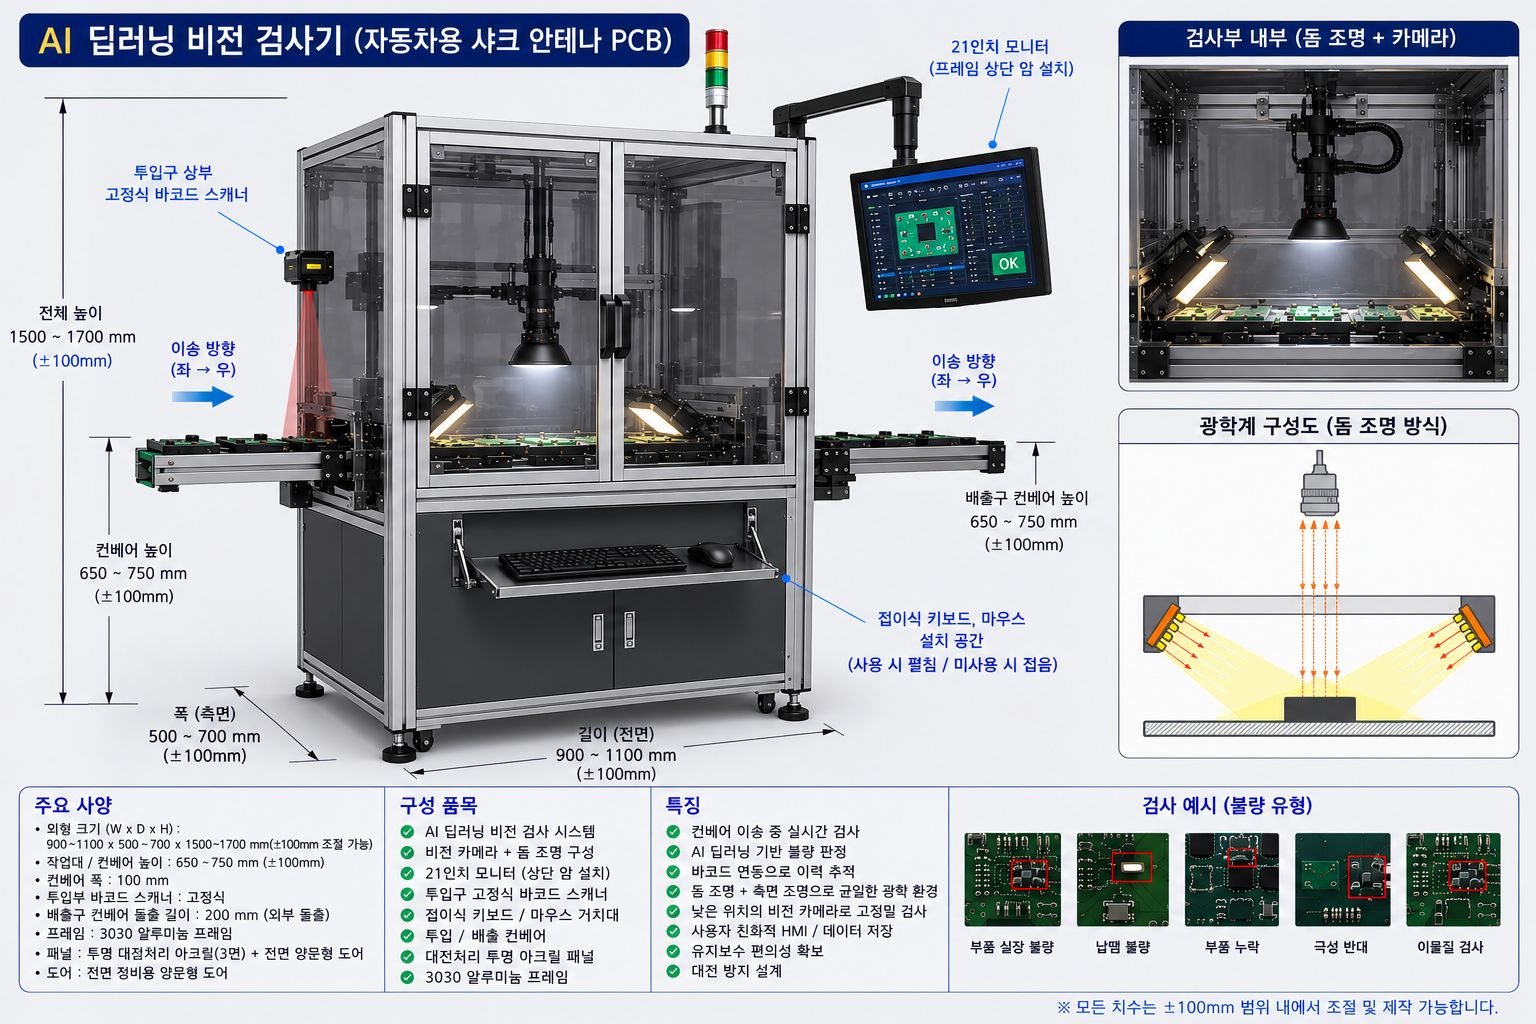 AI 딥러닝 비전 검사기 (자동차용 샤크 안테나 PCB)
21인치 모니터
(프레임 상단 암 설치)
투입구 상부
고정식 바코드 스캐너
전체 높이
1500 ~ 1700 mm
(±100mm)
이송 방향
(좌 → 우)
OK
이송 방향
(좌 → 우)
컨베어 높이
650 ~ 750 mm
(±100mm)
배출구 컨베어 높이
650 ~ 750 mm
(±100mm)
접이식 키보드, 마우스
설치 공간
(사용 시 펼침 / 미사용 시 접음)
폭 (측면)
500 ~ 700 mm
(±100mm)
길이 (전면)
900 ~ 1100 mm
(±100mm)
검사부 내부 (돔 조명 + 카메라)
광학계 구성도 (돔 조명 방식)
주요 사양
• 외형 크기 (W x D x H) :
900~1100 x 500~700 x 1500~1700 mm(±100mm 조절 가능)
• 작업대 / 컨베어 높이 : 650 ~750 mm (±100mm)
• 컨베어 폭 : 100 mm
• 투입부 바코드 스캐너 : 고정식
• 배출구 컨베어 돌출 길이 : 200 mm (외부 돌출)
• 프레임 : 3030 알루미늄 프레임
• 패널 : 투명 대점처리 아크릴(3면) + 전면 양문형 도어
• 도어 : 전면 정비용 양문형 도어
구성 품목
AI 딥러닝 비전 검사 시스템
비전 카메라 + 돔 조명 구성
21인치 모니터 (상단 암 설치)
투입구 고정식 바코드 스캐너
접이식 키보드 / 마우스 거치대
투입 / 배출 컨베어
대전처리 투명 아크릴 패널
3030 알루미늄 프레임
특징
컨베어 이송 중 실시간 검사
AI 딥러닝 기반 불량 판정
바코드 연동으로 이력 추적
돔 조명 + 측면 조명으로 균일한 광학 환경
낮은 위치의 비전 카메라로 고정밀 검사
사용자 친화적 HMI / 데이터 저장
유지보수 편의성 확보
대전 방지 설계
검사 예시 (불량 유형)
부품 실장 불량
납땜 불량
부품 누락
극성 반대
이물질 검사
※ 모든 치수는 ±100mm 범위 내에서 조절 및 제작 가능합니다.